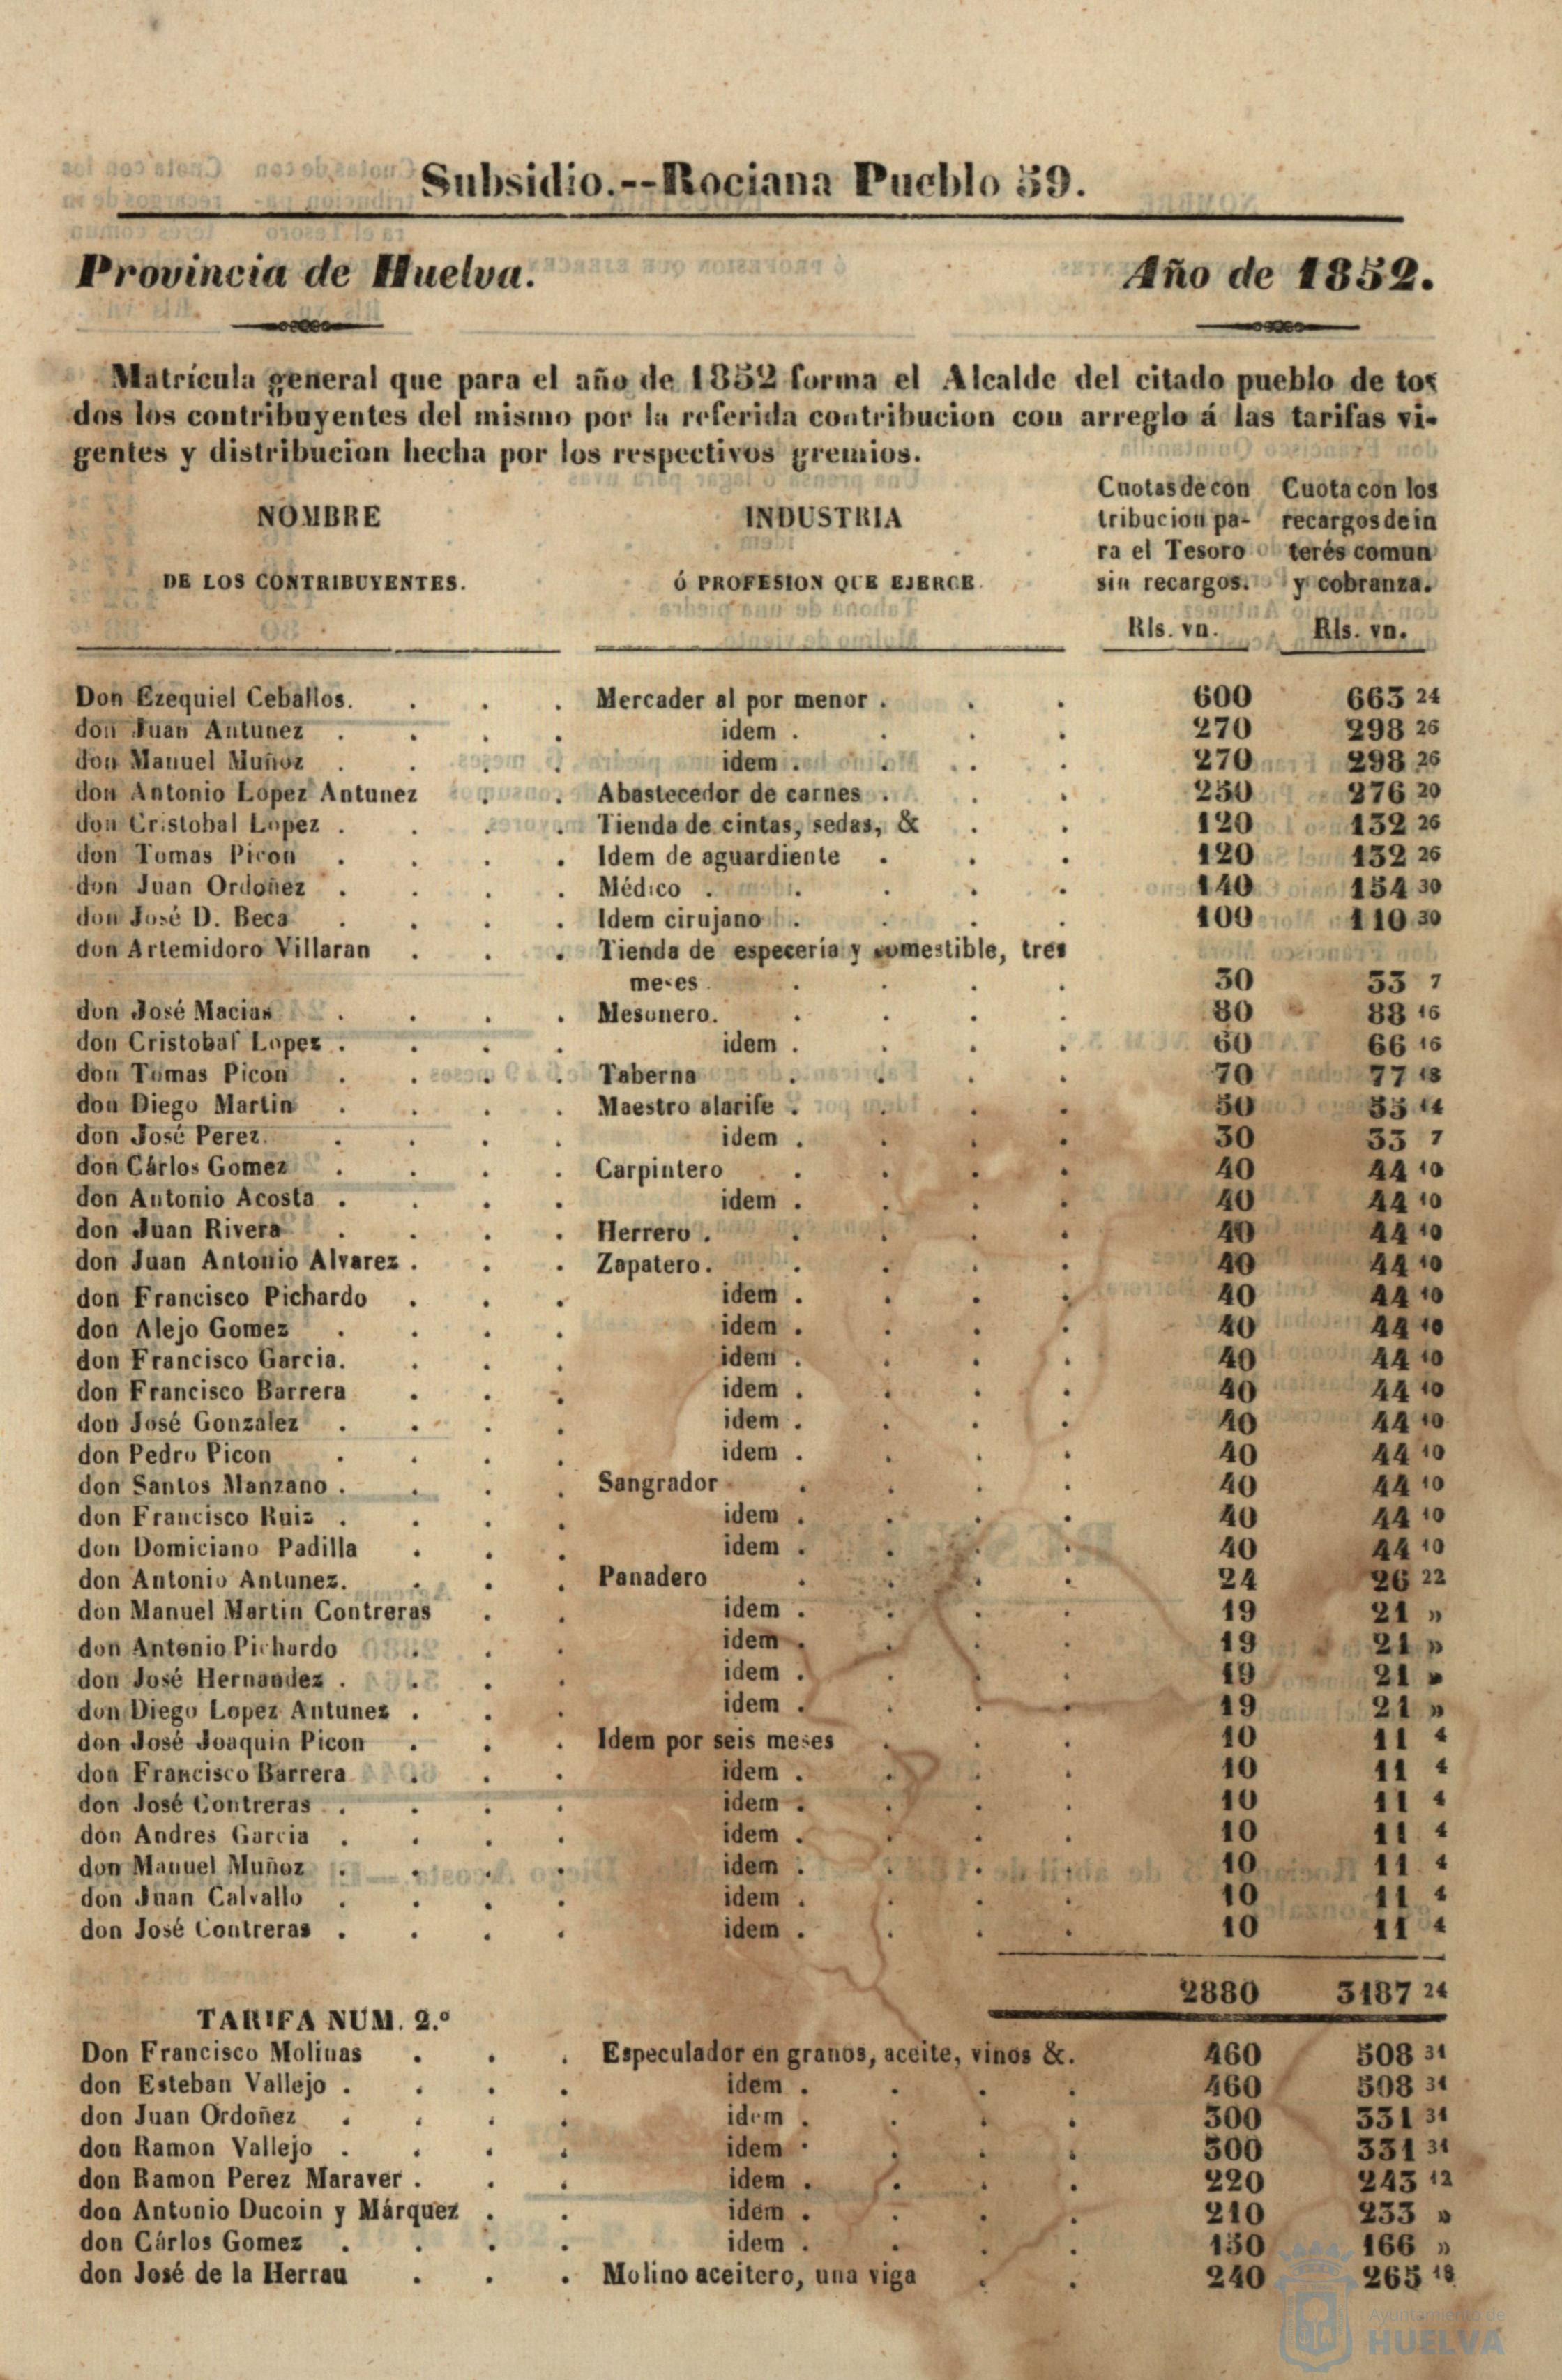 Subsidio.--Rociana Pueblo 59.
Provincia de Huelva. Año de 1852.
Matrícula general que para el año de 1852 forma el Alcalde del citado pueblo de tos
dos los contribuyentes del mismo por la referida contribucion con arreglo á las tarifas vi-
gentes y distribucion hecha por los respectivos gremios.
NOMBRE
DE LOS CONTRIBUYENTES.
INDUSTRIA
Ó PROFESION QUE EJERCE
Cuotas de con
tribucion pa-
ra el Tesoro
sin recargos.
Rls. vn.
Cuota con los
recargos de in
terés comun
y cobranza.
Rls. vn.
Don Ezequiel Ceballos. . . . Mercader al por menor . . . 600 663 24
don Juan Antunez . . . . idem . . . . 270 298 26
don Manuel Muñoz . . . . idem . . . . 270 298 26
don Antonio Lopez Antunez . . Abastecedor de carnes . . . 250 276 20
don Cristobal Lopez . . . . Tienda de cintas, sedas, & . . 120 132 26
don Tomas Picon . . . . Idem de aguardiente . . . 120 132 26
don Juan Ordoñez . . . . Médico . . . . . 140 154 30
don José D. Beca . . . . Idem cirujano . . . . 100 110 30
don Artemidoro Villaran . . . Tienda de especería y comestible, tres
meses . . . . 30 33 7
don José Macias . . . . Mesonero. . . . . 80 88 16
don Cristobal Lopez . . . . idem . . . . 60 66 16
don Tomas Picon . . . . Taberna . . . . 70 77 18
don Diego Martin . . . . Maestro alarife . . . . 50 55 14
don José Perez. . . . . idem . . . . 30 33 7
don Cárlos Gomez . . . . Carpintero . . . . 40 44 10
don Antonio Acosta . . . . idem . . . . 40 44 10
don Juan Rivera . . . . Herrero . . . . . 40 44 10
don Juan Antonio Alvarez . . . Zapatero. . . . . 40 44 10
don Francisco Pichardo . . . idem . . . . 40 44 10
don Alejo Gomez . . . . idem . . . . 40 44 10
don Francisco Garcia. . . . idem . . . . 40 44 10
don Francisco Barrera . . . idem . . . . 40 44 10
don José Gonzalez . . . . idem . . . . 40 44 10
don Pedro Picon . . . . idem . . . . 40 44 10
don Santos Manzano . . . . Sangrador . . . . 40 44 10
don Francisco Ruiz . . . . idem . . . . 40 44 10
don Domiciano Padilla . . . idem . . . . 40 44 10
don Antonio Antunez. . . . Panadero . . . . 24 26 22
don Manuel Martin Contreras . . idem . . . . 19 21 »
don Antonio Pichardo . . . idem . . . . 19 21 »
don José Hernandez . . . . idem . . . . 19 21 »
don Diego Lopez Antunez . . . idem . . . . 19 21 »
don José Joaquin Picon . . . Idem por seis meses . . . 10 11 4
don Francisco Barrera . . . idem . . . . 10 11 4
don José Contreras . . . . idem . . . . 10 11 4
don Andres Garcia . . . . idem . . . . 10 11 4
don Manuel Muñoz . . . . idem . . . . 10 11 4
don Juan Calvallo . . . . idem . . . . 10 11 4
don José Contreras . . . . idem . . . . 10 11 4
2880 3187 24
TARIFA NUM. 2.º
Don Francisco Molinas . . . Especulador en granos, aceite, vinos &. 460 508 31
don Esteban Vallejo . . . . idem . . . . 460 508 31
don Juan Ordoñez . . . . idem . . . . 300 331 31
don Ramon Vallejo . . . . idem . . . . 300 331 31
don Ramon Perez Maraver . . . idem . . . . 220 243 12
don Antonio Ducoin y Márquez . . idem . . . . 210 233 »
don Cárlos Gomez . . . . idem . . . . 150 166 »
don José de la Herrau . . . Molino aceitero, una viga . . 240 265 18
Ayuntamiento de
HUELVA